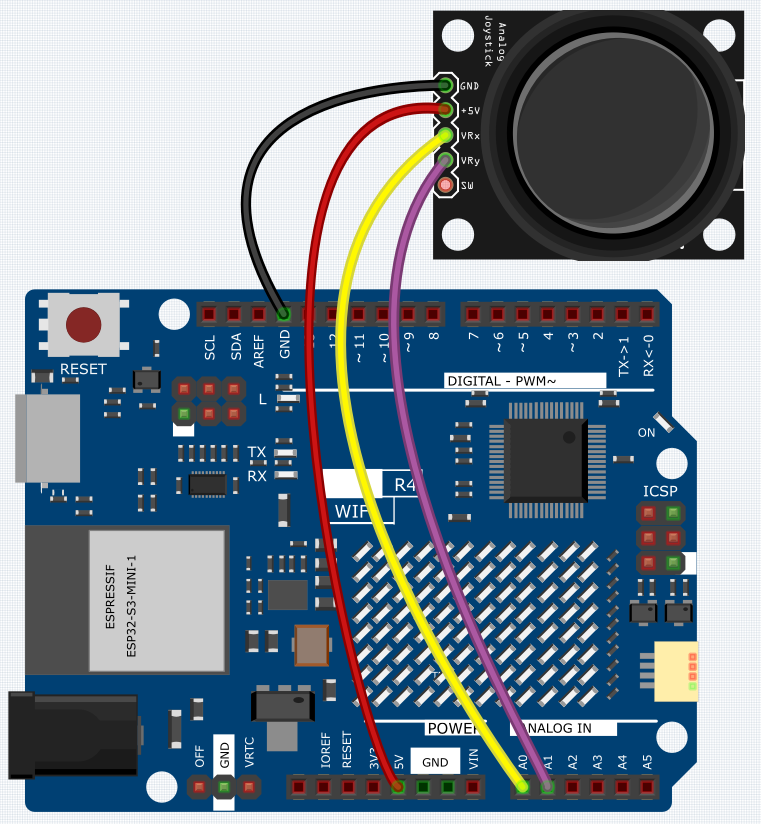 Analog
Joystick
GND
+5V
VRx
VRy
SW
RESET
SCL
SDA
AREF
GND
12
~11
~10
~9
8
7
~6
~5
4
~3
2
TX->1
RX<-0
DIGITAL - PWM~
L
TX
RX
ON
R4
WIF
ICSP
ESPRESSIF
ESP32-S3-MINI-1
POWER
ANALOG IN
OFF
GND
VRTC
IOREF
RESET
3V3
5V
GND
VIN
A0
A1
A2
A3
A4
A5